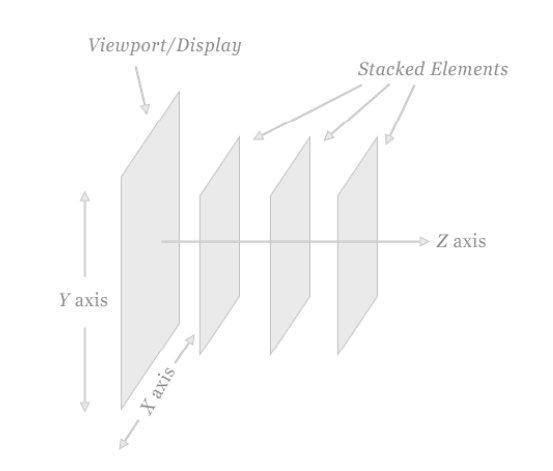 Viewport/Display
Stacked Elements
Z axis
Y axis
X axis